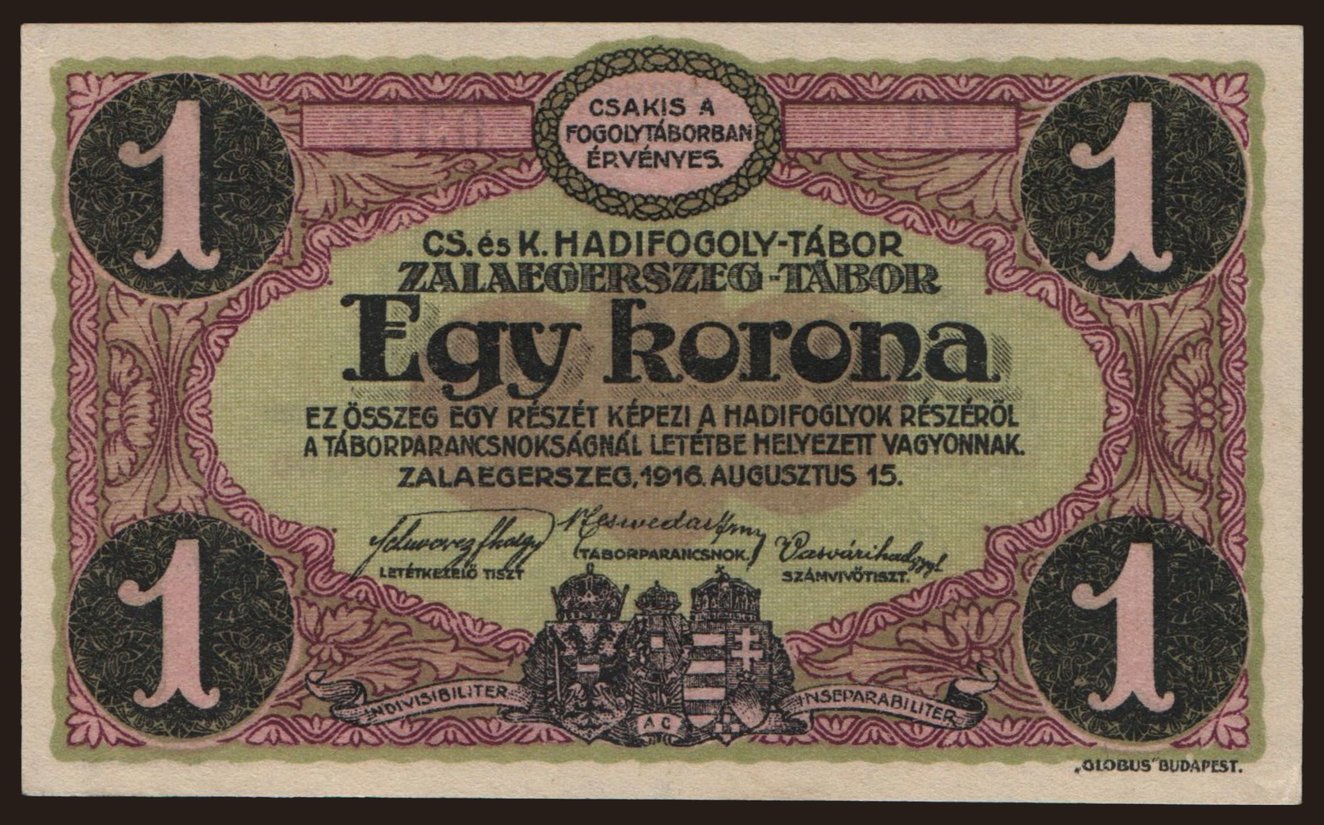 1
1
CSAKIS A
FOGOLYTÁBORBAN
ÉRVÉNYES.
CS. és K. HADIFOGOLY-TÁBOR
ZALAEGERSZEG-TÁBOR
Egy korona
EZ ÖSSZEG EGY RÉSZÉT KÉPEZI A HADIFOGLYOK RÉSZÉRŐL
A TÁBORPARANCSNOKSÁGNÁL LETÉTBE HELYEZETT VAGYONNAK.
ZALAEGERSZEG, 1916. AUGUSZTUS 15.
LETÉTKEZELŐ TISZT
TÁBORPARANCSNOK.
SZÁMVIVŐTISZT.
1
1
INDIVISIBILITER
AC
INSEPARABILITER
„GLOBUS" BUDAPEST.